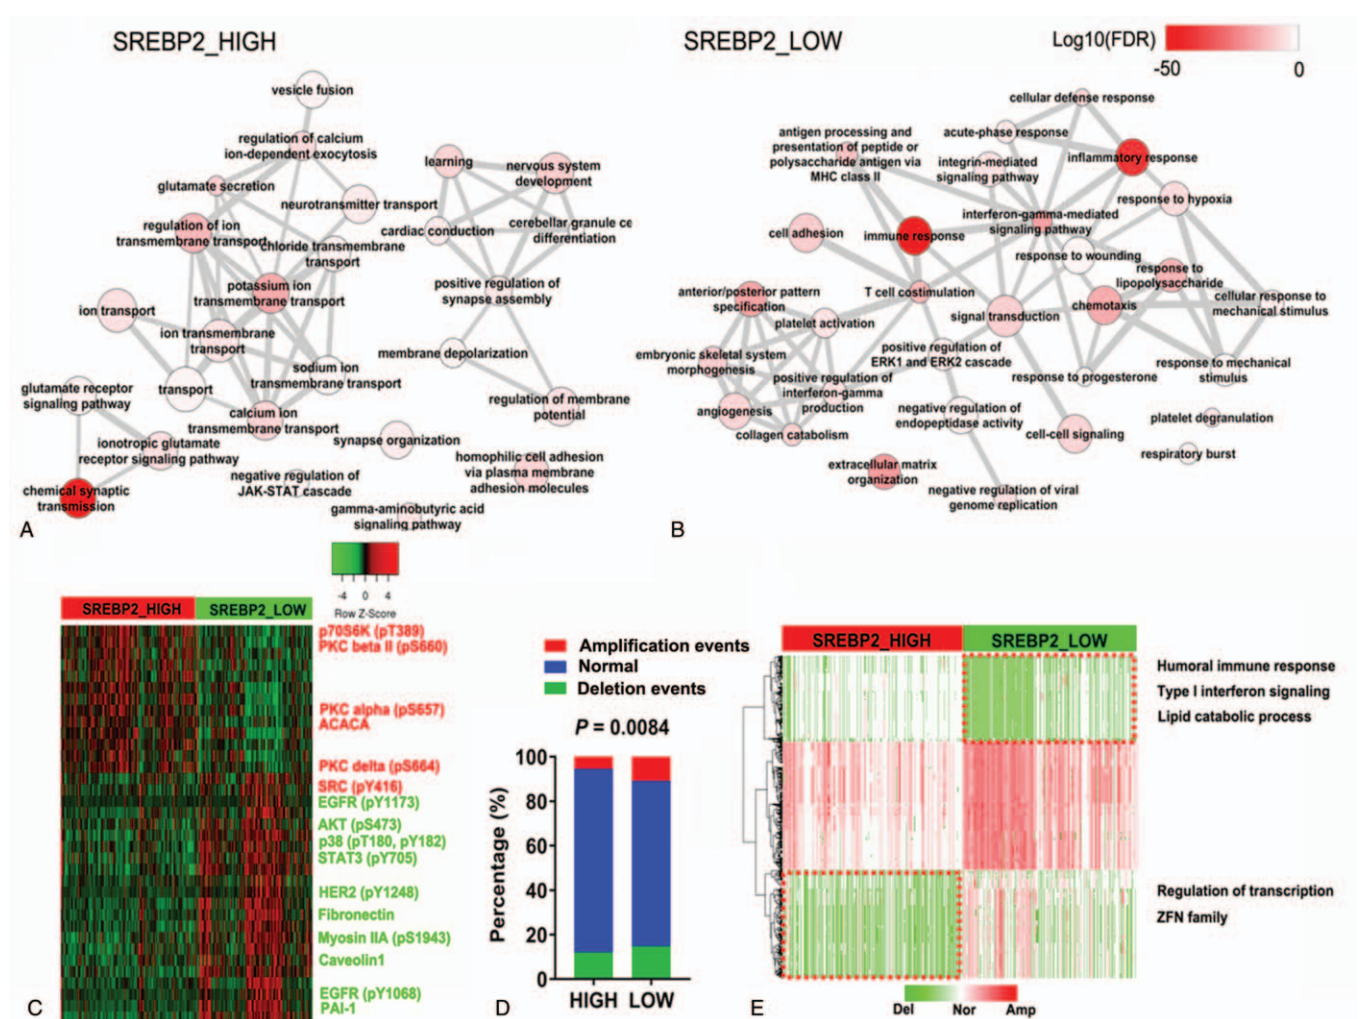 SREBP2_HIGH
vesicle fusion
regulation of calcium
ion-dependent exocytosis
learning
nervous system
development
glutamate secretion
neurotransmitter transport
regulation of ion
transmembrane transport
chloride transmembrane
transport
cardiac conduction
cerebellar granule ce
differentiation
potassium ion
transmembrane transport
positive regulation of
synapse assembly
ion transport
ion transmembrane
transport
membrane depolarization
sodium ion
transmembrane transport
transport
glutamate receptor
signaling pathway
regulation of membrane
potential
calcium ion
transmembrane transport
ionotropic glutamate
receptor signaling pathway
synapse organization
homophilic cell adhesion
via plasma membrane
adhesion molecules
negative regulation of
JAK-STAT cascade
chemical synaptic
transmission
gamma-aminobutyric acid
signaling pathway
A
SREBP2_LOW
Log10(FDR)
-50
0
cellular defense response
antigen processing and
presentation of peptide or
polysaccharide antigen via
MHC class II
acute-phase response
inflammatory response
integrin-mediated
signaling pathway
response to hypoxia
interferon-gamma-mediated
signaling pathway
cell adhesion
immune response
response to wounding
response to
lipopolysaccharide
anterior/posterior pattern
specification
T cell costimulation
chemotaxis
cellular response to
mechanical stimulus
platelet activation
signal transduction
embryonic skeletal system
morphogenesis
positive regulation of
ERK1 and ERK2 cascade
response to progesterone
response to mechanical
stimulus
positive regulation of
interferon-gamma
production
angiogenesis
collagen catabolism
negative regulation of
endopeptidase activity
cell-cell signaling
platelet degranulation
respiratory burst
extracellular matrix
organization
negative regulation of viral
genome replication
B
-4 0 4
Row Z-Score
SREBP2_HIGH SREBP2_LOW
p70S6K (pT389)
PKC beta II (pS660)
PKC alpha (pS657)
ACACA
PKC delta (pS664)
SRC (pY416)
EGFR (pY1173)
AKT (pS473)
p38 (pT180, pY182)
STAT3 (pY705)
HER2 (pY1248)
Fibronectin
Myosin IIA (pS1943)
Caveolin1
EGFR (pY1068)
PAI-1
C
Amplification events
Normal
Deletion events
P = 0.0084
Percentage (%)
100
80
60
40
20
0
HIGH LOW
D
SREBP2_HIGH SREBP2_LOW
Humoral immune response
Type I interferon signaling
Lipid catabolic process
Regulation of transcription
ZFN family
Del Nor Amp
E